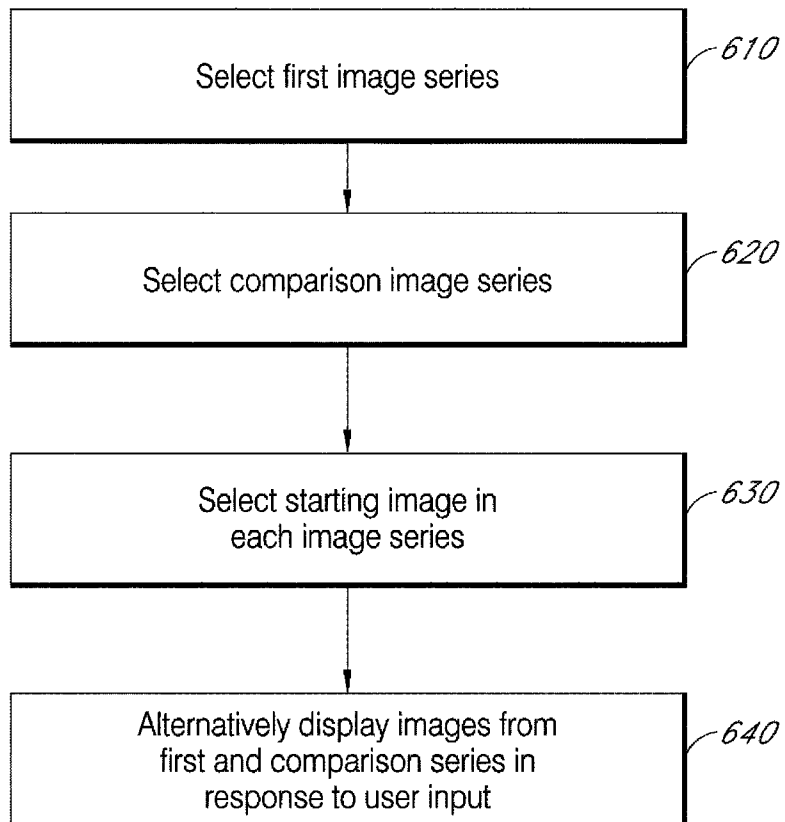 Select first image series
610
Select comparison image series
620
Select starting image in
each image series
630
Alternatively display images from
first and comparison series in
response to user input
640